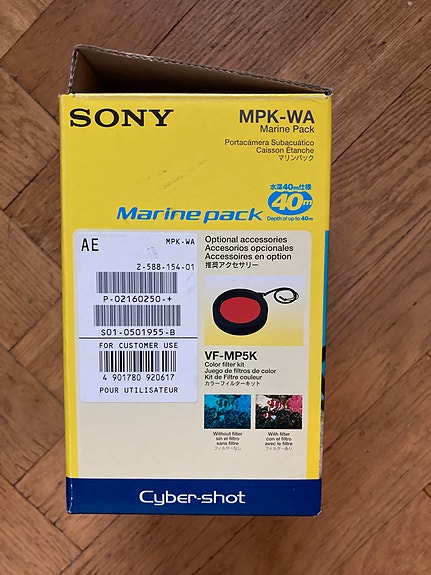 SONY
MPK-WA
Marine Pack
Portacámara Subacuático
Caisson Étanche
マリンパック
水深40m仕様
40m
Depth of up to 40m
Marine pack
AE
MPK-WA
2-588-154-01
P-02160250-+
S01-0501955-B
FOR CUSTOMER USE
4 901780 920617
POUR UTILISATEUR
Optional accessories
Accesorios opcionales
Accessoires en option
推奨アクセサリー
VF-MP5K
Color filter kit
Juego de filtros de color
Kit de Filtre couleur
カラーフィルターキット
Without filter
sin el filtro
sans filtre
フィルターなし
With filter
con el filtro
avec le filtre
フィルターあり
Cyber-shot